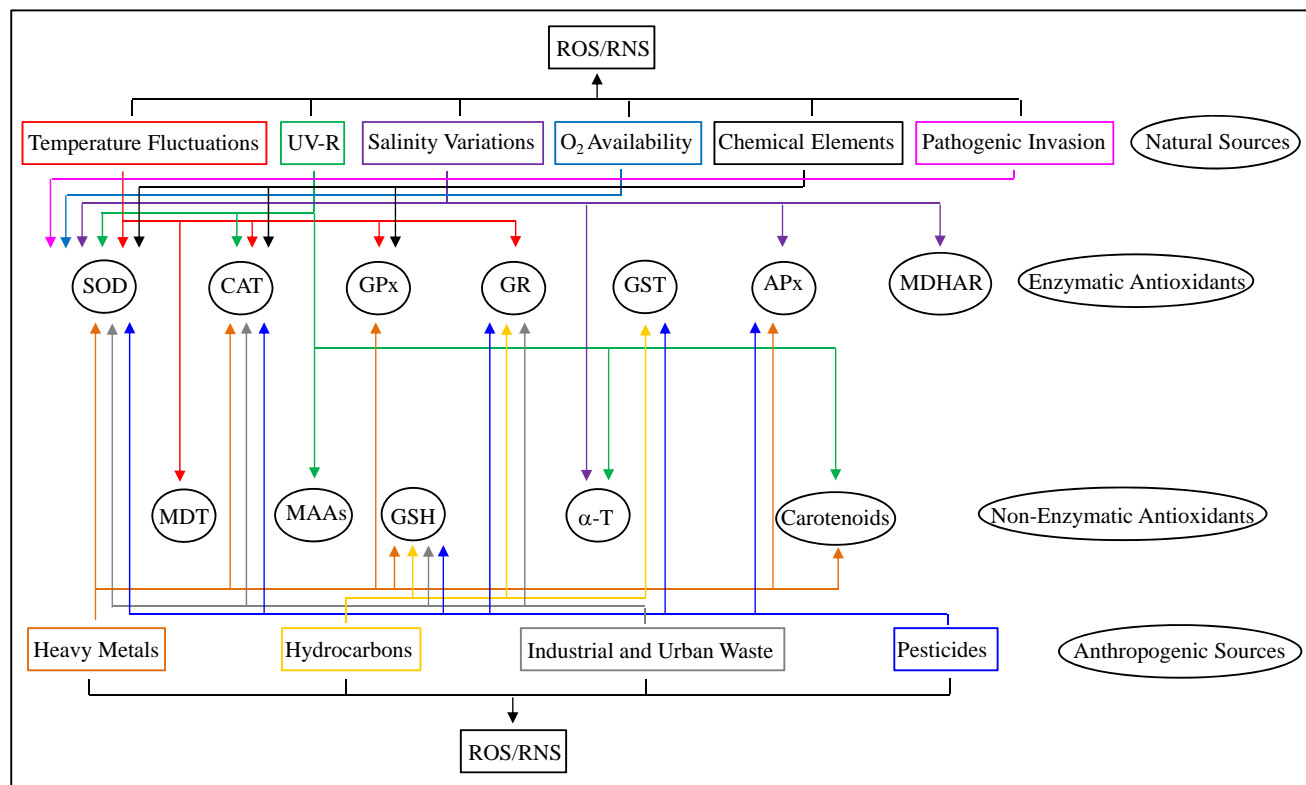 ROS/RNS
Temperature Fluctuations
UV-R
Salinity Variations
O₂ Availability
Chemical Elements
Pathogenic Invasion
Natural Sources
SOD
CAT
GPx
GR
GST
APx
MDHAR
Enzymatic Antioxidants
MDT
MAAs
GSH
α-T
Carotenoids
Non-Enzymatic Antioxidants
Heavy Metals
Hydrocarbons
Industrial and Urban Waste
Pesticides
Anthropogenic Sources
ROS/RNS